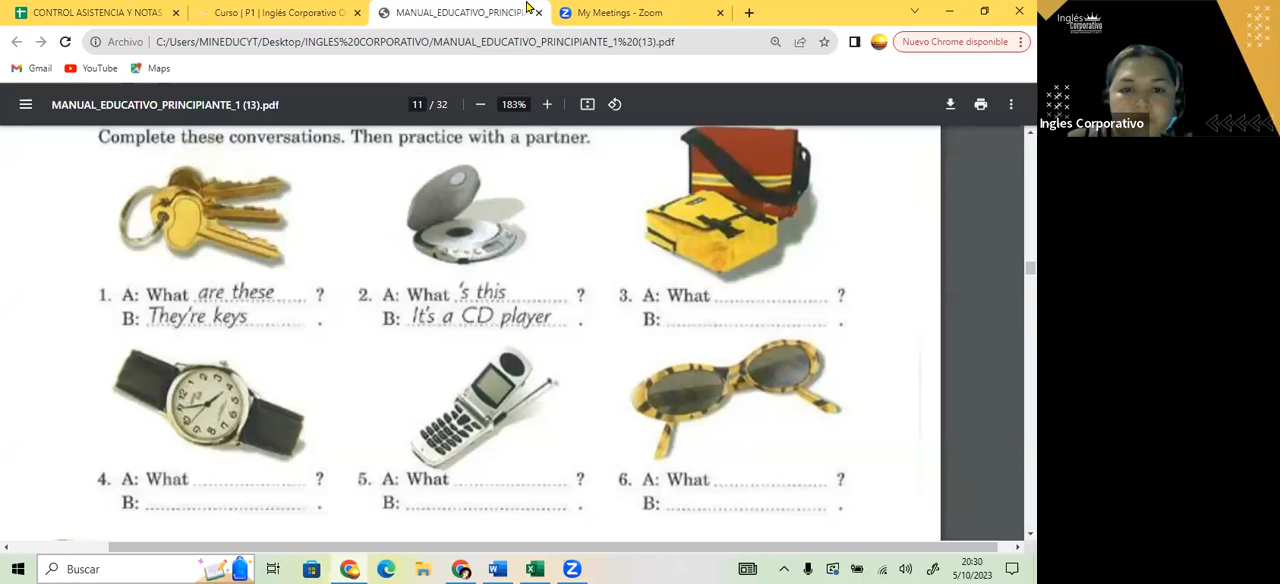 CONTROL ASISTENCIA Y NOTAS
Curso | P1 | Inglés Corporativo C
MANUAL_EDUCATIVO_PRINCIPI
My Meetings - Zoom
Archivo
C:/Users/MINEDUCYT/Desktop/INGLES%20CORPORATIVO/MANUAL_EDUCATIVO_PRINCIPIANTE_1%20(13).pdf
Nuevo Chrome disponible
Gmail
YouTube
Maps
MANUAL_EDUCATIVO_PRINCIPIANTE_1 (13).pdf
11 / 32
183%
Complete these conversations. Then practice with a partner.
1. A: What are these ?
B: They're keys .
2. A: What 's this ?
B: It's a CD player .
3. A: What ?
B: .
4. A: What ?
B: .
5. A: What ?
B: .
6. A: What ?
B: .
Buscar
20:30
5/10/2023
Inglés
Corporativo
Ingles Corporativo